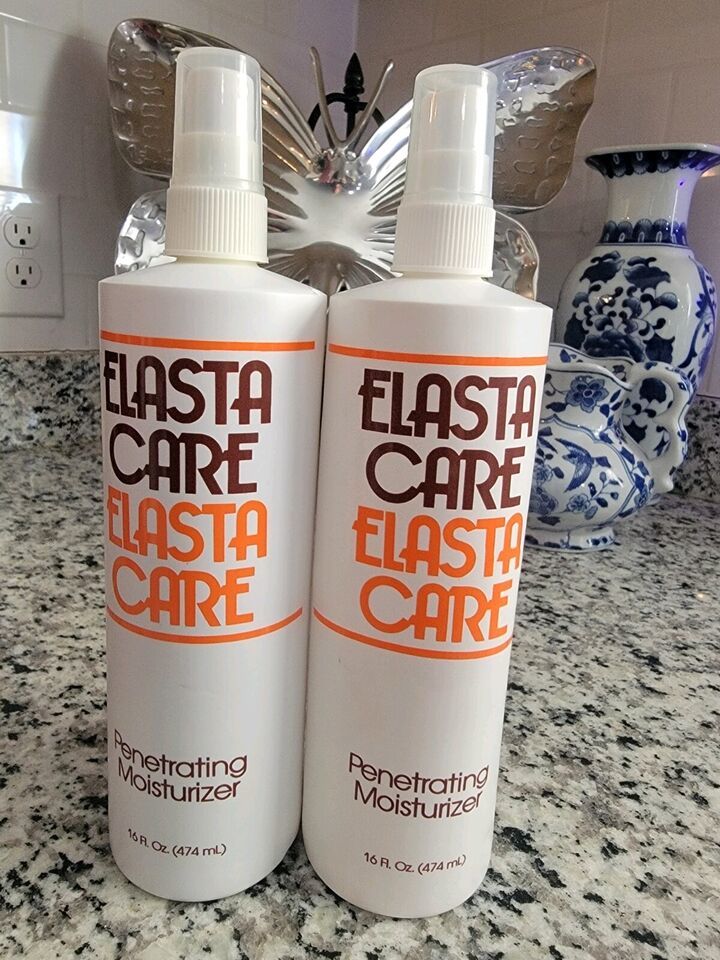 ELASTA
CARE
ELASTA
CARE
Penetrating
Moisturizer
16 Fl. Oz. (474 mL)
ELASTA
CARE
ELASTA
CARE
Penetrating
Moisturizer
16 Fl. Oz. (474 mL)